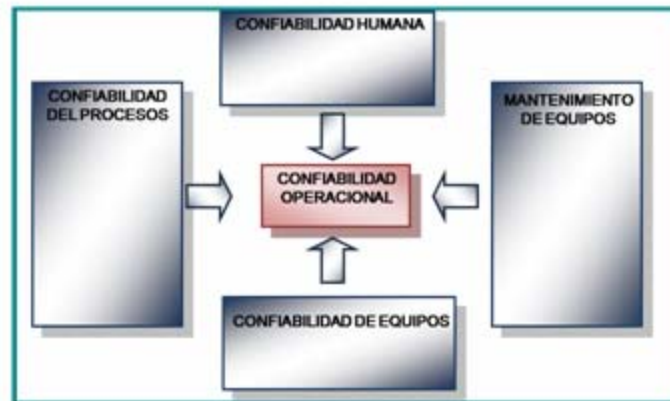 CONFIABILIDAD HUMANA
CONFIABILIDAD
DEL PROCESOS
MANTENIMIENTO
DE EQUIPOS
CONFIABILIDAD
OPERACIONAL
CONFIABILIDAD DE EQUIPOS